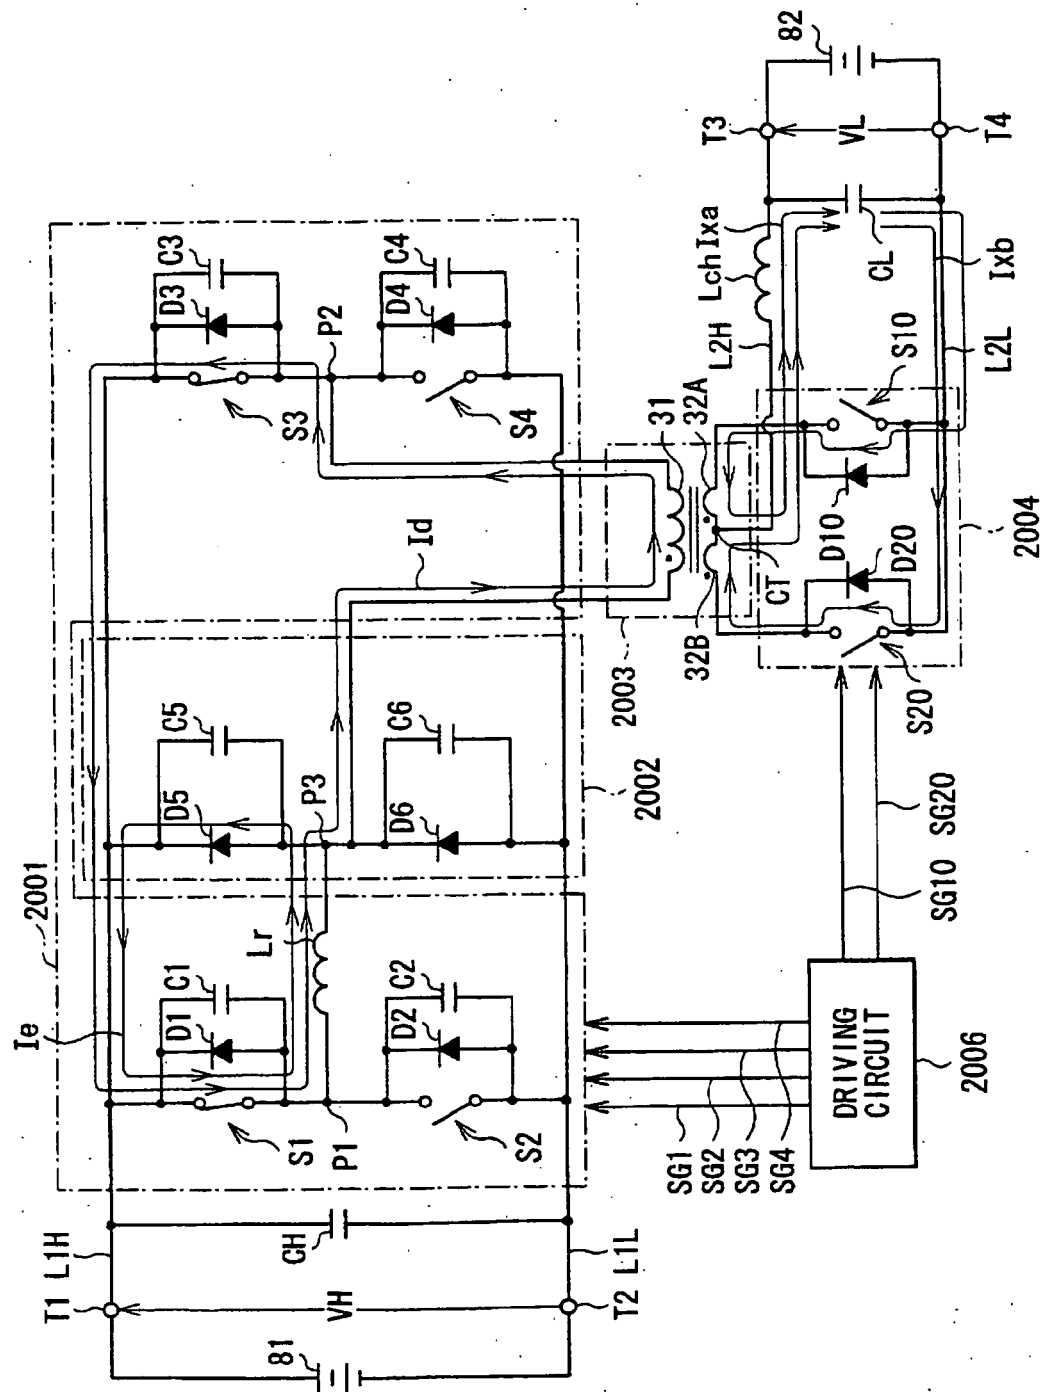 2001
Ie
D1
C1
S1
P1
Lr
D2
C2
S2
D5
C5
P3
D6
C6
2002
D3
C3
S3
P2
D4
C4
S4
Id
T1
L1H
81
VH
CH
T2
L1L
SG1
SG2
SG3
SG4
DRIVING
CIRCUIT
2006
SG10
SG20
2003
31
32A
32B
CT
L2H
Lch
Ixa
T3
82
VL
T4
CL
Ixb
L2L
S10
D10
D20
S20
2004